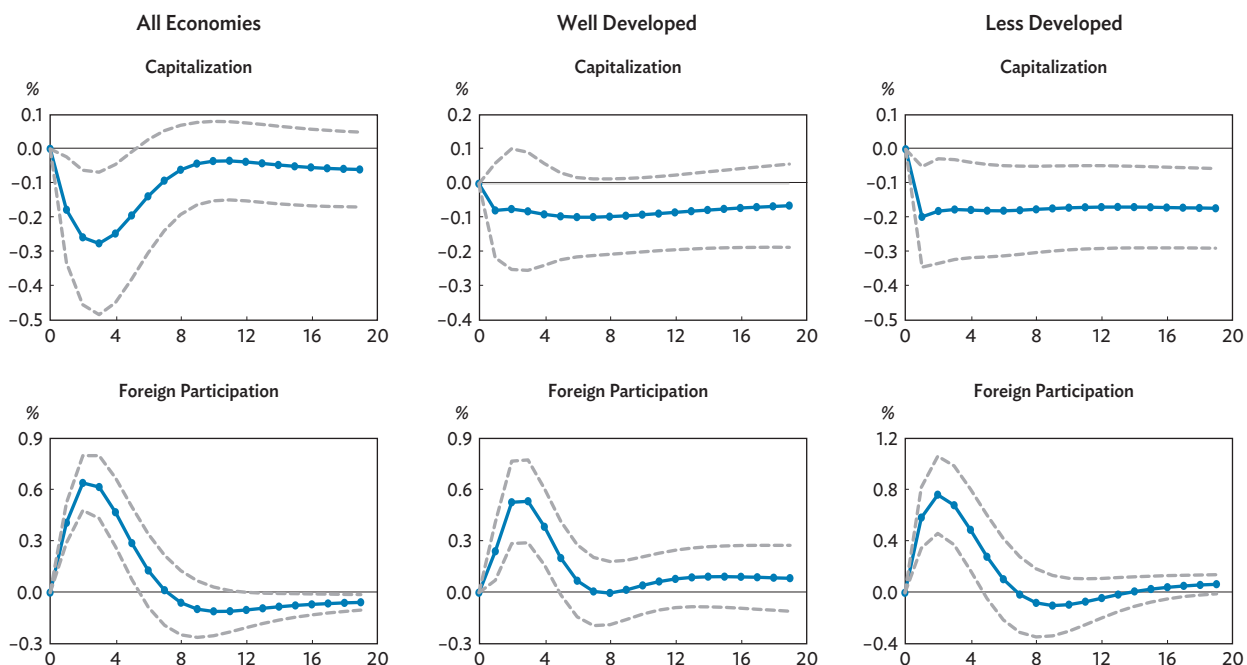 All Economies
Well Developed
Less Developed
Capitalization
Capitalization
Capitalization
%
%
%
0.1
0.0
–0.1
–0.2
–0.3
–0.4
–0.5
0 4 8 12 16 20
0.2
0.1
0.0
–0.1
–0.2
–0.3
–0.4
0 4 8 12 16 20
0.1
0.0
–0.1
–0.2
–0.3
–0.4
–0.5
0 4 8 12 16 20
Foreign Participation
Foreign Participation
Foreign Participation
%
%
%
0.9
0.6
0.3
0.0
–0.3
0 4 8 12 16 20
0.9
0.6
0.3
0.0
–0.3
0 4 8 12 16 20
1.2
0.8
0.4
0.0
–0.4
0 4 8 12 16 20